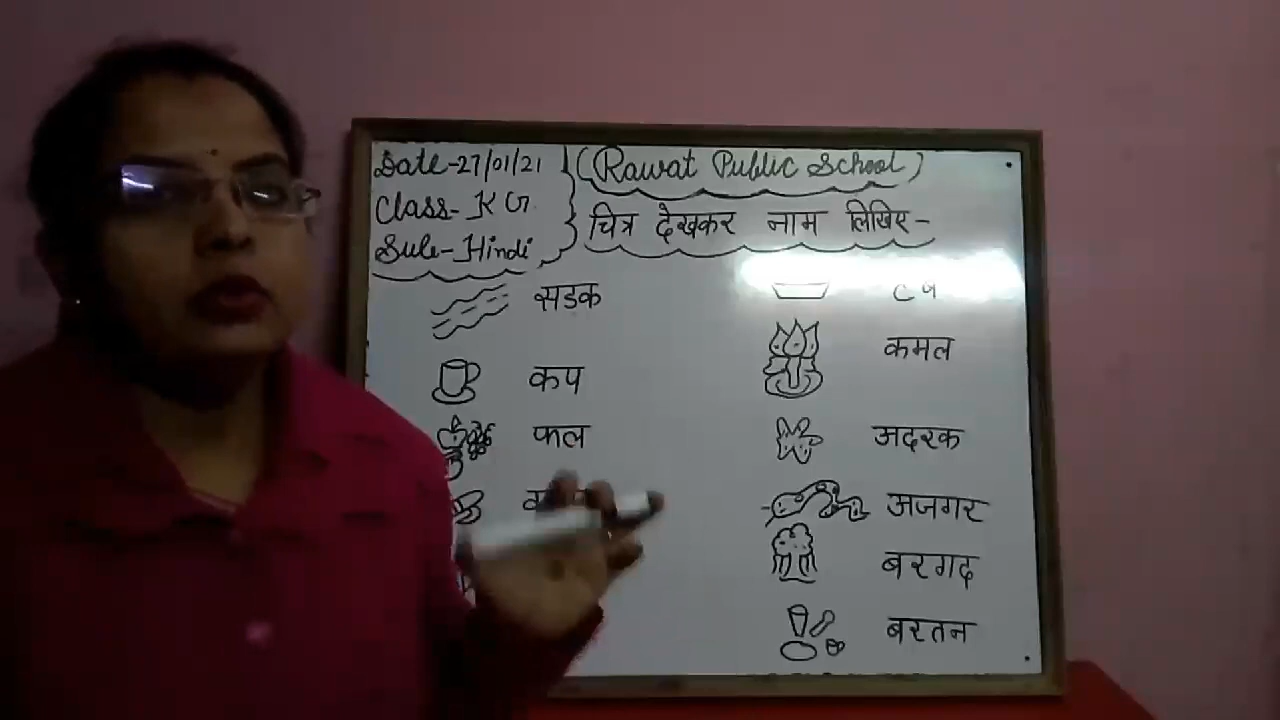 Date-27/01/21 (Rawat Public School)
Class-KG
चित्र देखकर नाम लिखिए-
Sub-Hindi
सडक
कप
कमल
फल
अदरक
अजगर
बरगद
बरतन